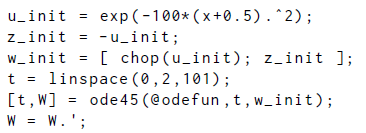 u_init = exp(-100*(x+0.5).^2);
z_init = -u_init;
w_init = [ chop(u_init); z_init ];
t = linspace(0,2,101);
[t,W] = ode45(@odefun,t,w_init);
W = W.';